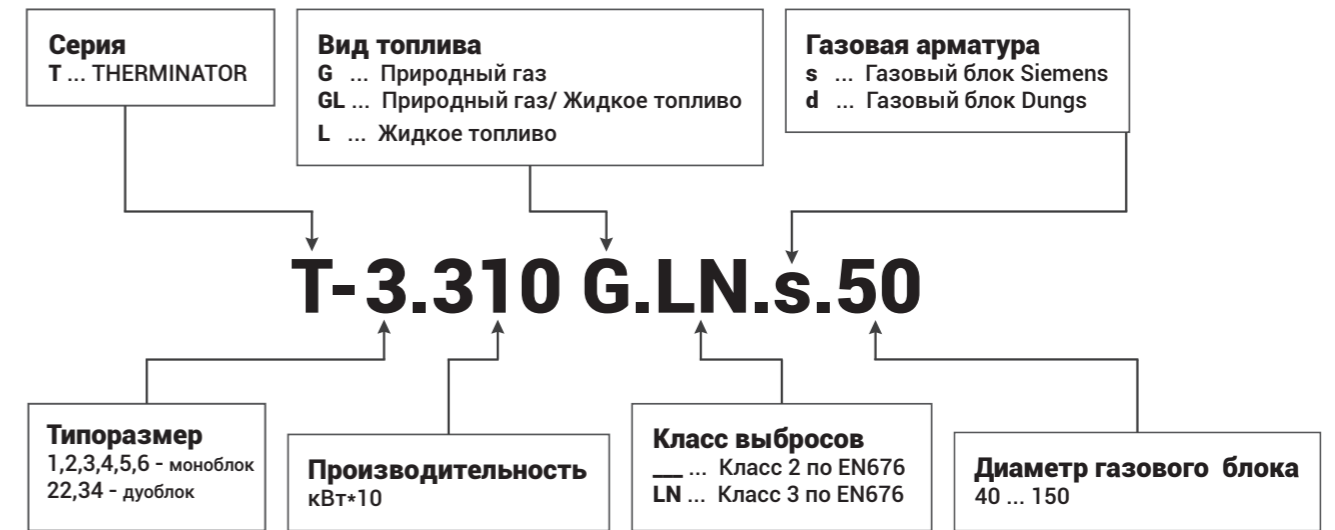 Серия
T ... THERMINATOR
Вид топлива
G ... Природный газ
GL ... Природный газ/ Жидкое топливо
L ... Жидкое топливо
Газовая арматура
s ... Газовый блок Siemens
d ... Газовый блок Dungs
T-3.310 G.LN.s.50
Типоразмер
1,2,3,4,5,6 - моноблок
22,34 - дуоблок
Производительность
кВт*10
Класс выбросов
__ ... Класс 2 по EN676
LN ... Класс 3 по EN676
Диаметр газового блока
40 ... 150